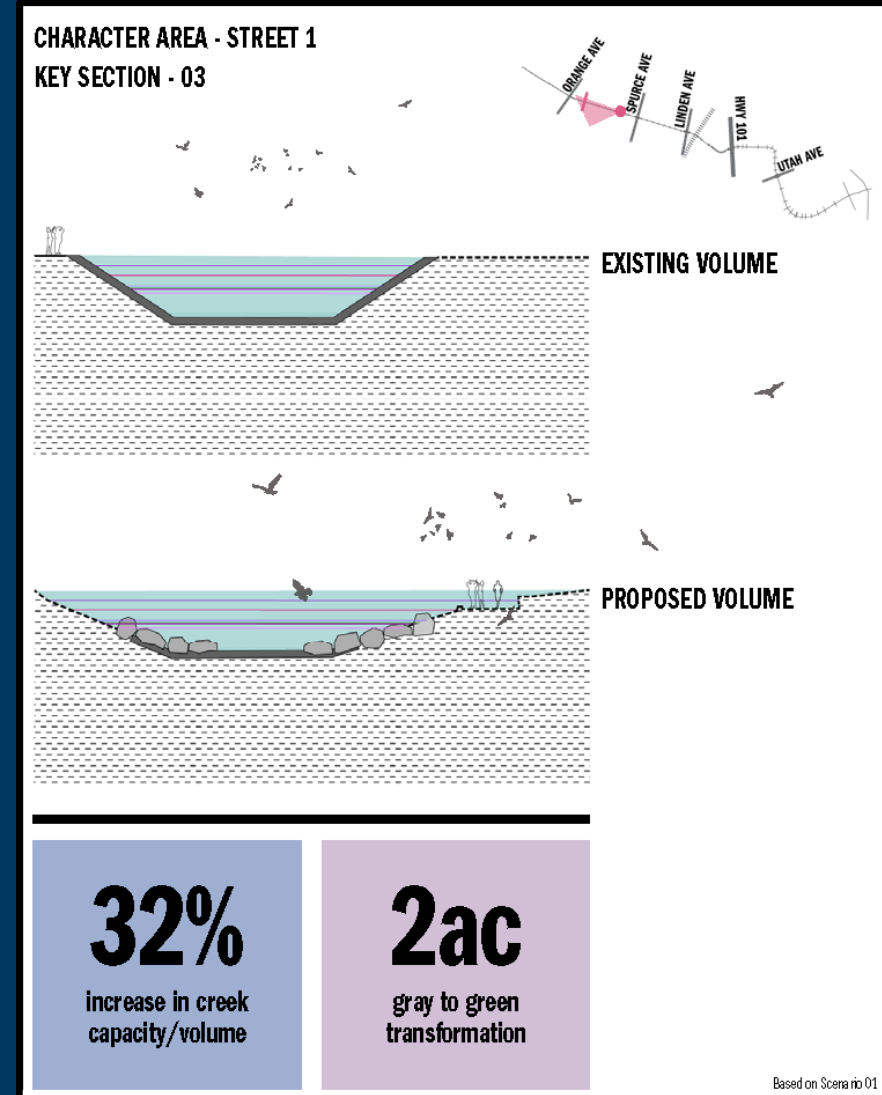 CHARACTER AREA - STREET 1
KEY SECTION - 03
ORANGE AVE
SPURCE AVE
LINDEN AVE
HWY 101
UTAH AVE
EXISTING VOLUME
PROPOSED VOLUME
32%
increase in creek
capacity/volume
2ac
gray to green
transformation
Based on Scenario 01